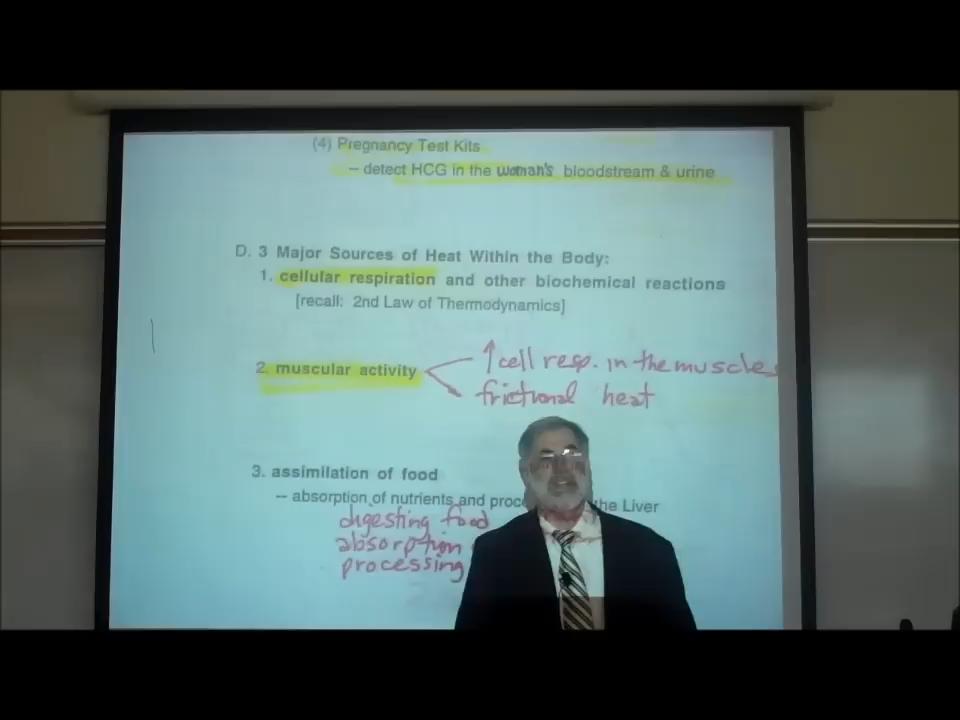 (4) Pregnancy Test Kits
– detect HCG in the woman's bloodstream & urine
D. 3 Major Sources of Heat Within the Body:
1. cellular respiration and other biochemical reactions
[recall: 2nd Law of Thermodynamics]
2. muscular activity
↑cell resp. in the muscles
frictional heat
3. assimilation of food
– absorption of nutrients and the Liver
digesting food
absorption
processing